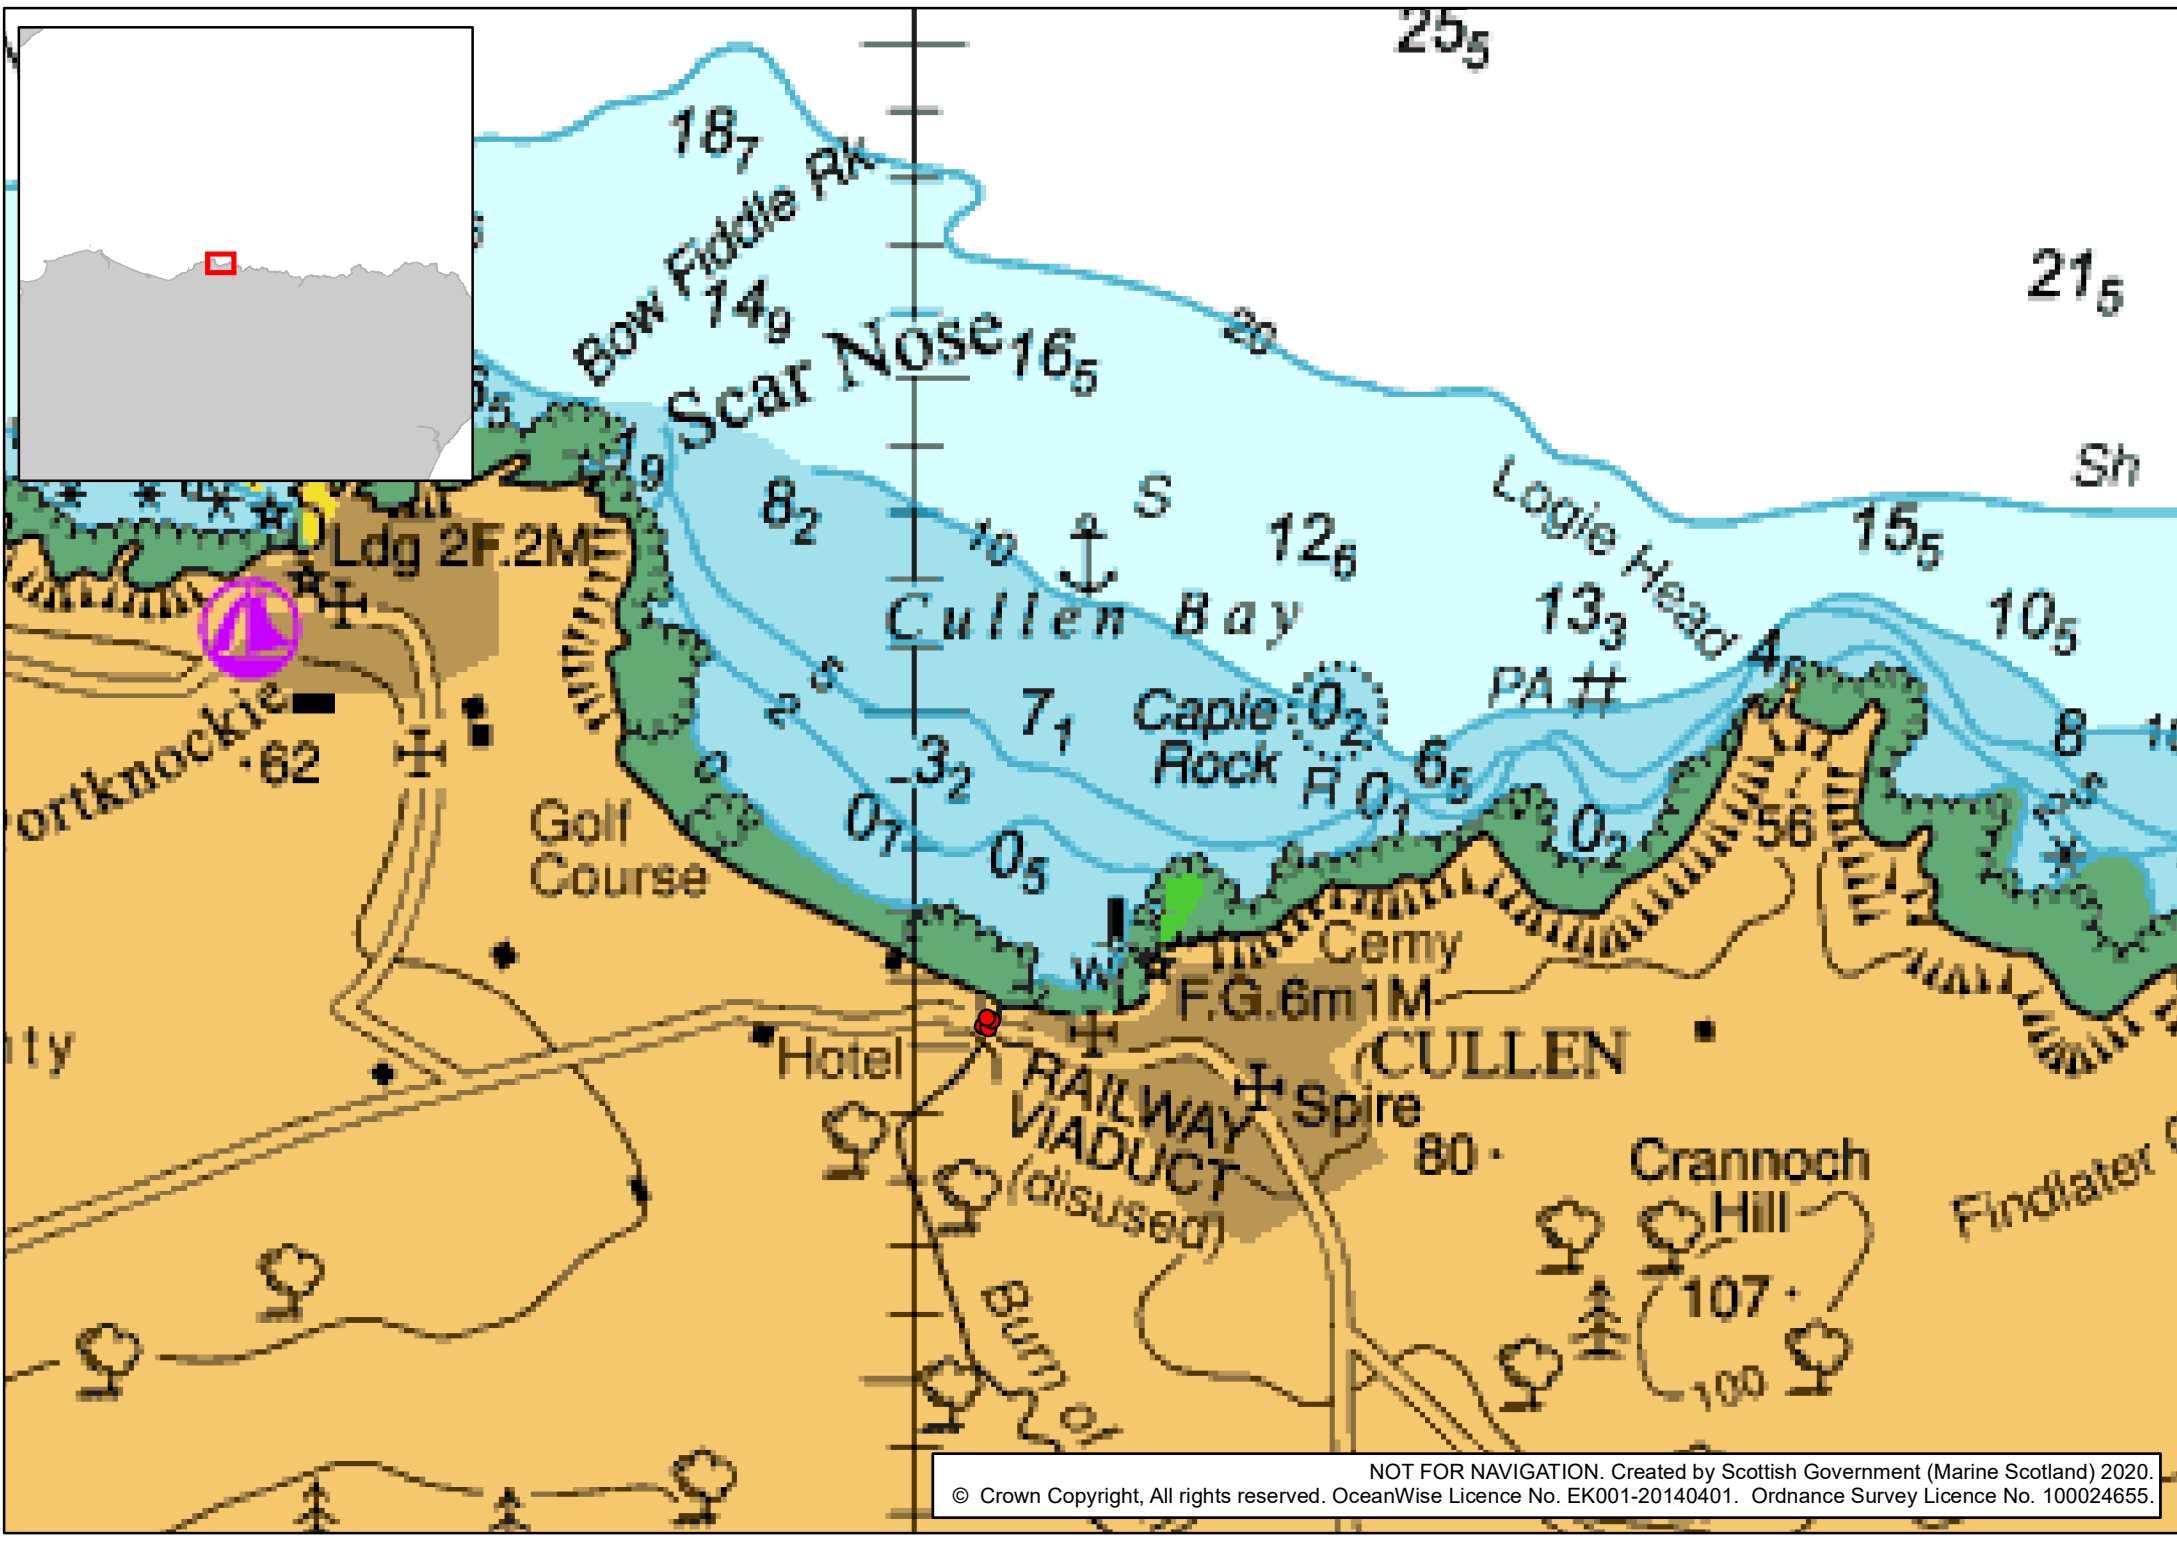 25₅
18₇
Bow Fiddle Rk
14₉
Scar Nose
16₅
20
21₅
Sh
S
8₂
10
12₆
Logie Head
15₅
Ldg 2F.2M
Cullen Bay
13₃
10₅
PA #
5
2
7₁
Caple
Rock
0₂
R
0₁
6₅
3₂
0₇
0₅
0₂
56
8
62
Golf
Course
Cemy
F.G.6m1M
CULLEN
Hotel
RAILWAY
VIADUCT
(disused)
Spire
80
Crannoch
Hill
107
100
Findlater
Burn of
NOT FOR NAVIGATION. Created by Scottish Government (Marine Scotland) 2020.
© Crown Copyright, All rights reserved. OceanWise Licence No. EK001-20140401. Ordnance Survey Licence No. 100024655.